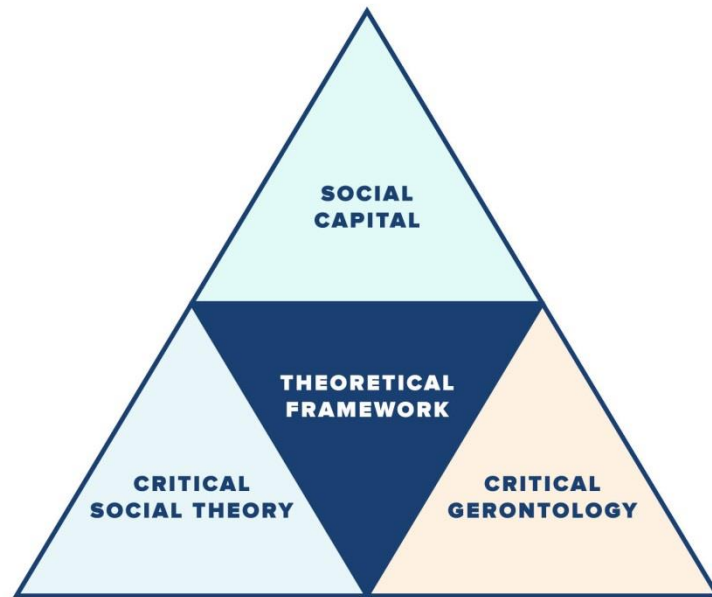 SOCIAL
CAPITAL
THEORETICAL
FRAMEWORK
CRITICAL
SOCIAL THEORY
CRITICAL
GERONTOLOGY